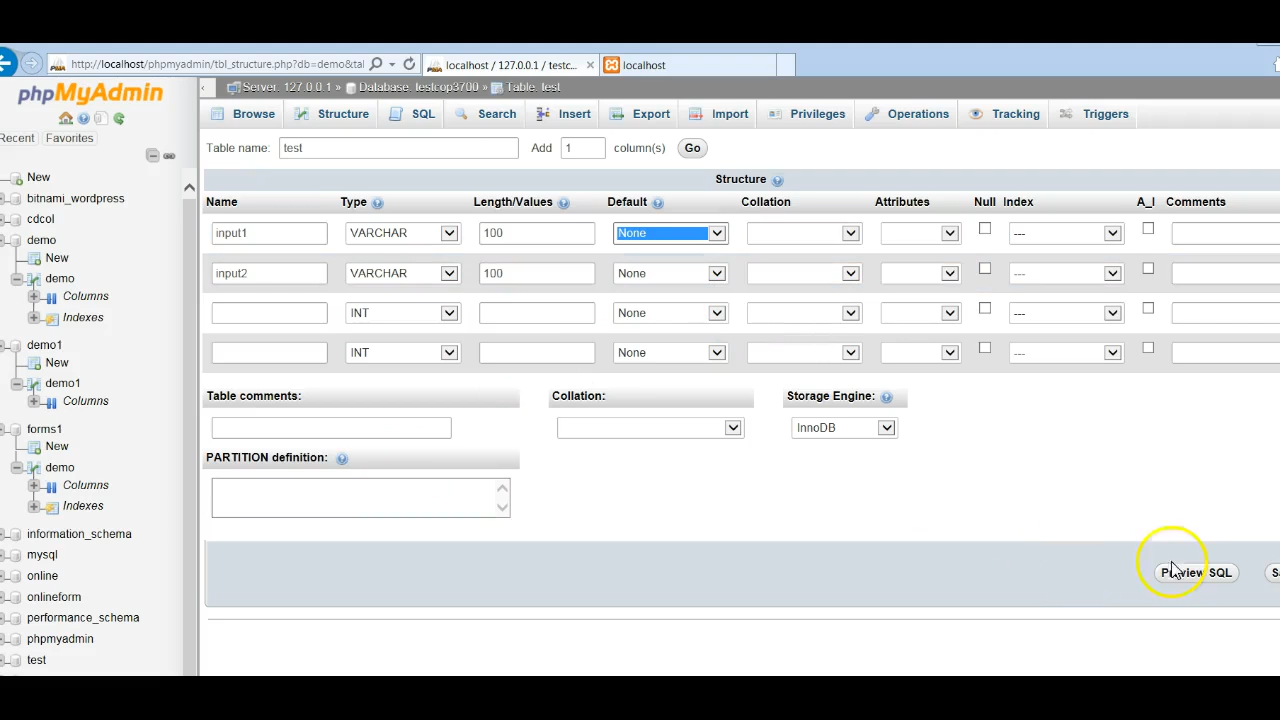 http://localhost/phpmyadmin/tbl_structure.php?db=demo&tal
localhost / 127.0.0.1 / testc...
localhost
phpMyAdmin
Server: 127.0.0.1 » Database: testcop3700 » Table: test
Browse Structure SQL Search Insert Export Import Privileges Operations Tracking Triggers
Recent Favorites
Table name: test Add 1 column(s) Go
Structure
Name Type Length/Values Default Collation Attributes Null Index A_I Comments
input1 VARCHAR 100 None ---
input2 VARCHAR 100 None ---
INT None ---
INT None ---
Table comments: Collation: Storage Engine:
InnoDB
PARTITION definition:
Preview SQL
New
bitnami_wordpress
cdcol
demo
New
demo
Columns
Indexes
demo1
New
demo1
Columns
forms1
New
demo
Columns
Indexes
information_schema
mysql
online
onlineform
performance_schema
phpmyadmin
test